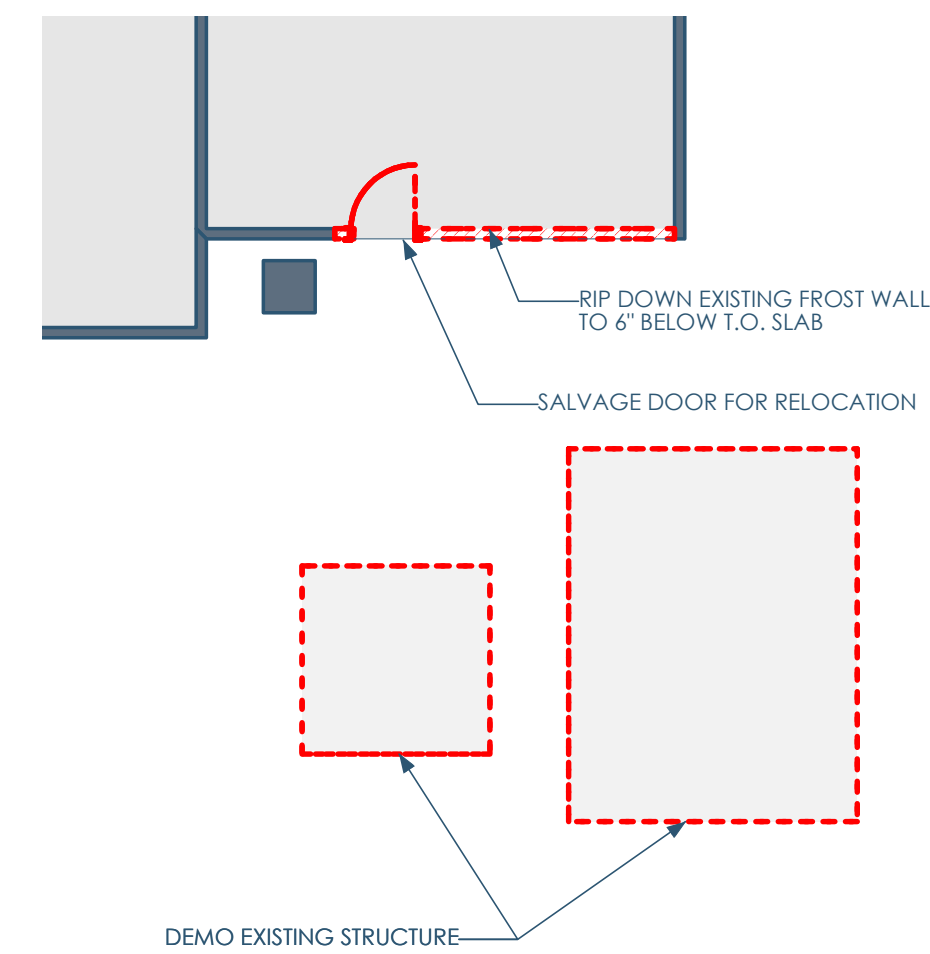 RIP DOWN EXISTING FROST WALL
TO 6" BELOW T.O. SLAB
SALVAGE DOOR FOR RELOCATION
DEMO EXISTING STRUCTURE